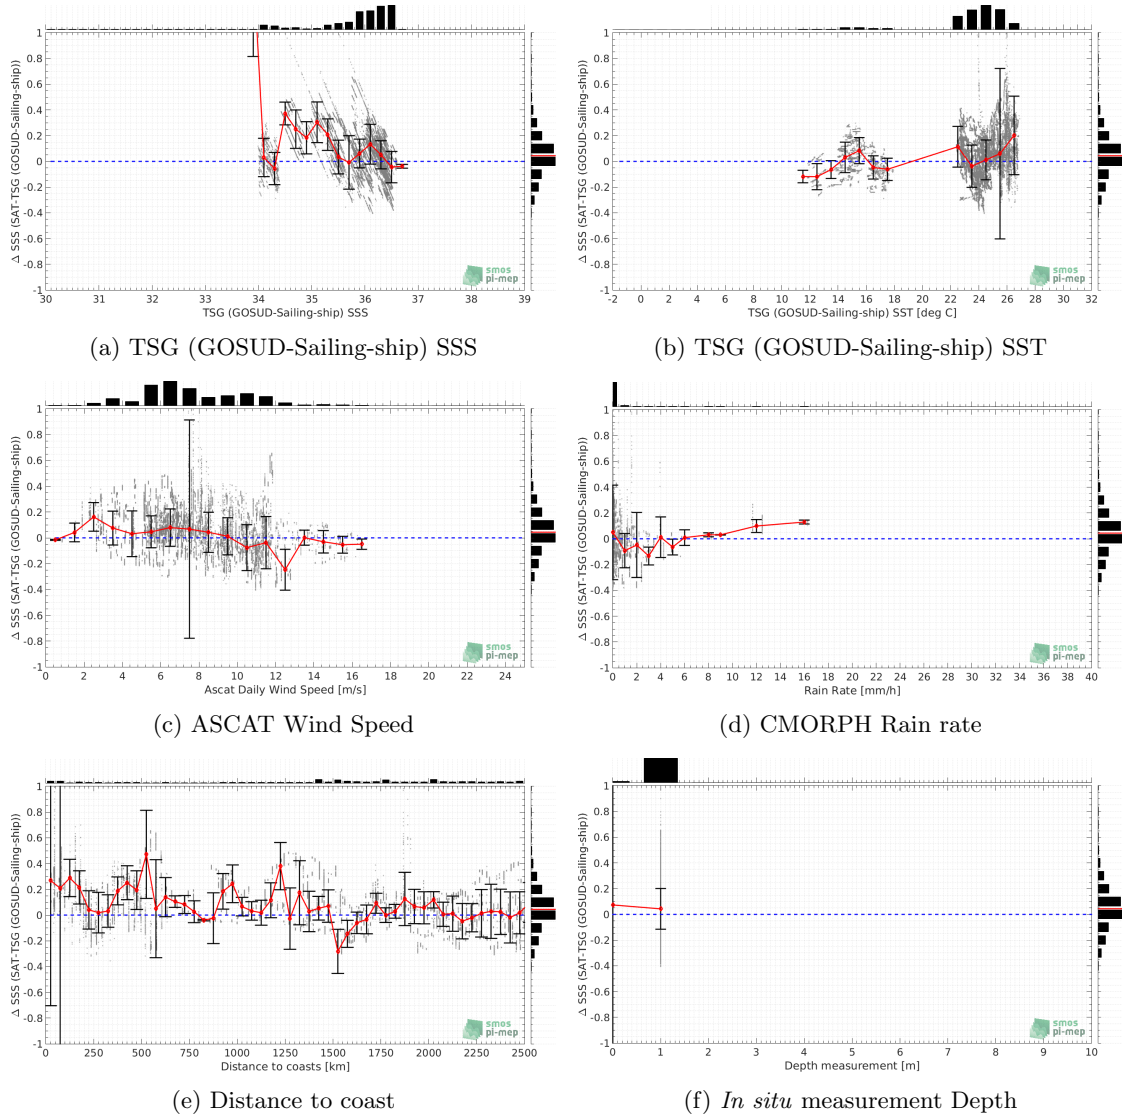 Δ SSS (SAT-TSG (GOSUD-Sailing-ship))
1
0.8
0.6
0.4
0.2
0
-0.2
-0.4
-0.6
-0.8
-1
30 31 32 33 34 35 36 37 38 39
TSG (GOSUD-Sailing-ship) SSS
smos
pi-mep
(a) TSG (GOSUD-Sailing-ship) SSS
Δ SSS (SAT-TSG (GOSUD-Sailing-ship))
1
0.8
0.6
0.4
0.2
0
-0.2
-0.4
-0.6
-0.8
-1
-2 0 2 4 6 8 10 12 14 16 18 20 22 24 26 28 30 32
TSG (GOSUD-Sailing-ship) SST [deg C]
smos
pi-mep
(b) TSG (GOSUD-Sailing-ship) SST
Δ SSS (SAT-TSG (GOSUD-Sailing-ship))
1
0.8
0.6
0.4
0.2
0
-0.2
-0.4
-0.6
-0.8
-1
0 2 4 6 8 10 12 14 16 18 20 22 24
Ascat Daily Wind Speed [m/s]
smos
pi-mep
(c) ASCAT Wind Speed
Δ SSS (SAT-TSG (GOSUD-Sailing-ship))
1
0.8
0.6
0.4
0.2
0
-0.2
-0.4
-0.6
-0.8
-1
0 2 4 6 8 10 12 14 16 18 20 22 24 26 28 30 32 34 36 38 40
Rain Rate [mm/h]
smos
pi-mep
(d) CMORPH Rain rate
Δ SSS (SAT-TSG (GOSUD-Sailing-ship))
1
0.8
0.6
0.4
0.2
0
-0.2
-0.4
-0.6
-0.8
-1
0 250 500 750 1000 1250 1500 1750 2000 2250 2500
Distance to coasts [km]
smos
pi-mep
(e) Distance to coast
Δ SSS (SAT-TSG (GOSUD-Sailing-ship))
1
0.8
0.6
0.4
0.2
0
-0.2
-0.4
-0.6
-0.8
-1
0 1 2 3 4 5 6 7 8 9 10
Depth measurement [m]
smos
pi-mep
(f) In situ measurement Depth